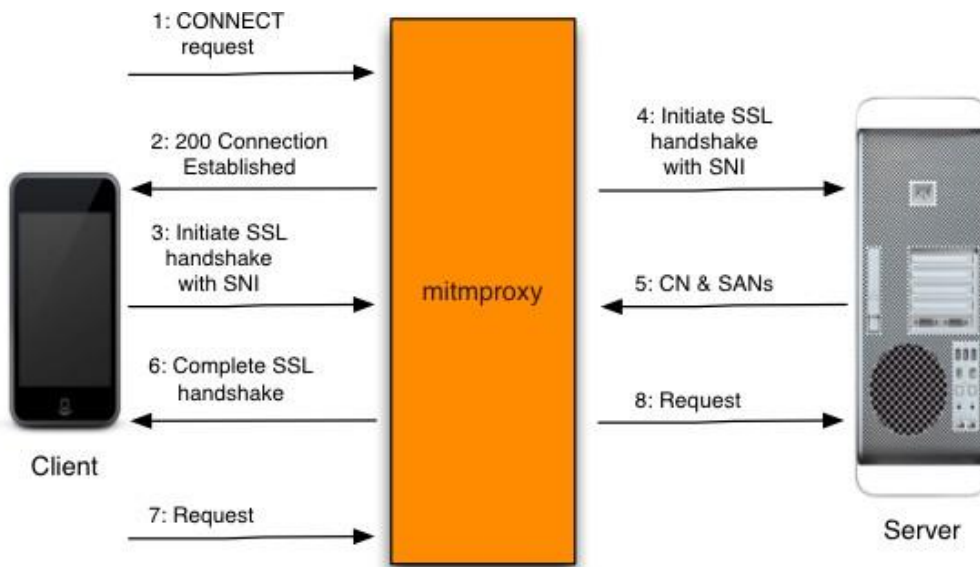 1: CONNECT
request
2: 200 Connection
Established
3: Initiate SSL
handshake
with SNI
6: Complete SSL
handshake
7: Request
Client
mitmproxy
4: Initiate SSL
handshake
with SNI
5: CN & SANs
8: Request
Server